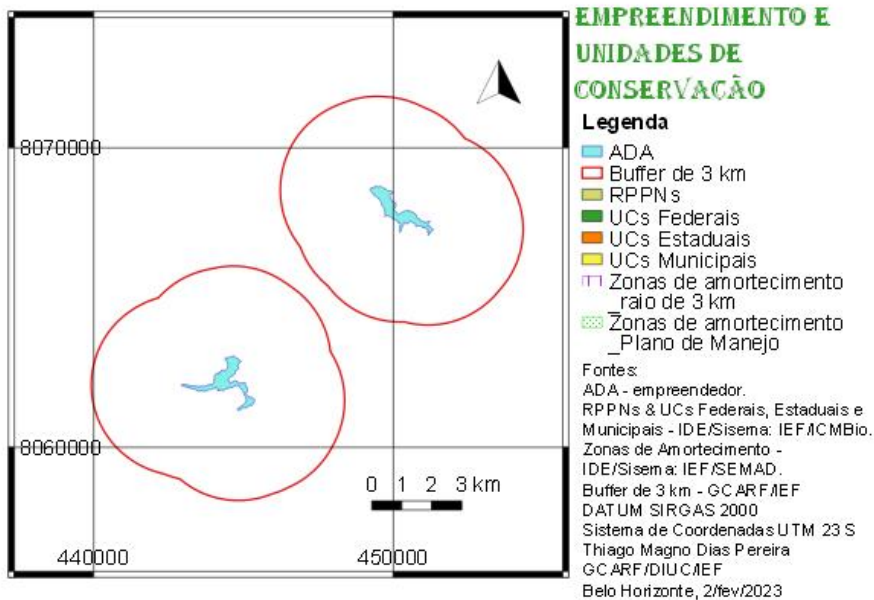 EMPREENDIMENTO E
UNIDADES DE
CONSERVAÇÃO
Legenda
ADA
Buffer de 3 km
RPPNs
UCs Federais
UCs Estaduais
UCs Municipais
Zonas de amortecimento
_raio de 3 km
Zonas de amortecimento
_Plano de Manejo
Fontes:
ADA - empreendedor.
RPPNs & UCs Federais, Estaduais e
Municipais - IDE/Sisema: IEF/ICMBio.
Zonas de Amortecimento -
IDE/Sisema: IEF/SEMAD.
Buffer de 3 km - GCARF/IEF
DATUM SIRGAS 2000
Sistema de Coordenadas UTM 23 S
Thiago Magno Dias Pereira
GCARF/DIUC/IEF
Belo Horizonte, 2/fev/2023
8070000
8060000
0 1 2 3 km
440000 450000